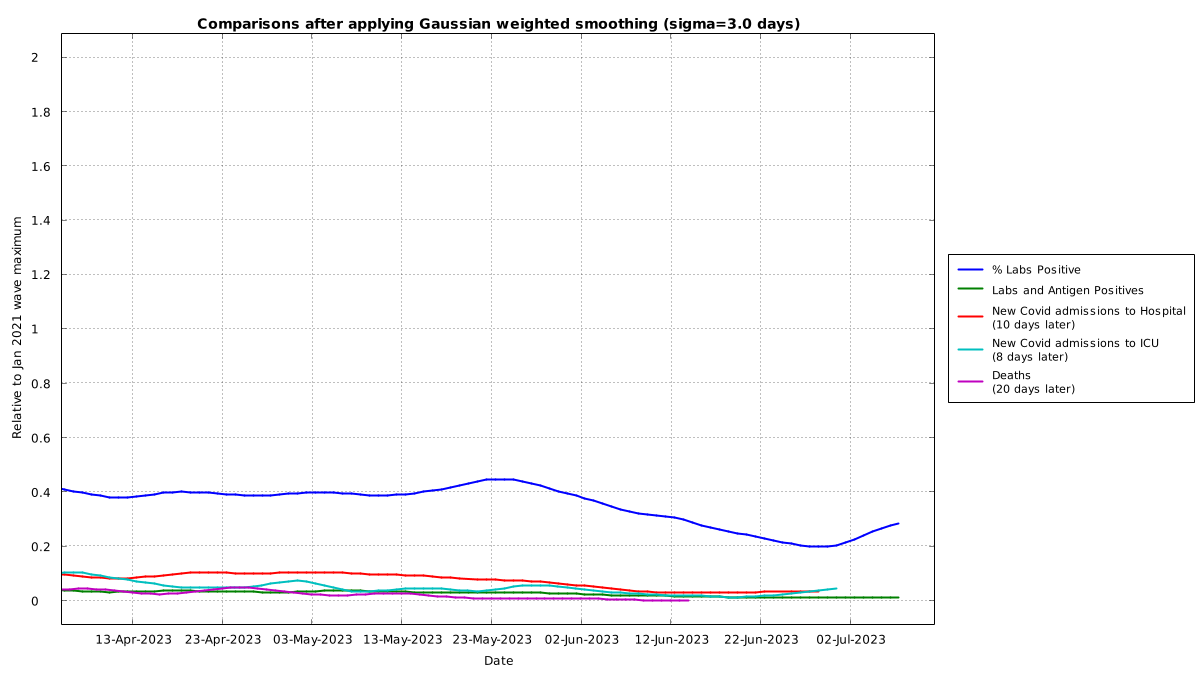 Comparisons after applying Gaussian weighted smoothing (sigma=3.0 days)
Relative to Jan 2021 wave maximum
2
1.8
1.6
1.4
1.2
1
0.8
0.6
0.4
0.2
0
13-Apr-2023 23-Apr-2023 03-May-2023 13-May-2023 23-May-2023 02-Jun-2023 12-Jun-2023 22-Jun-2023 02-Jul-2023
Date
% Labs Positive
Labs and Antigen Positives
New Covid admissions to Hospital
(10 days later)
New Covid admissions to ICU
(8 days later)
Deaths
(20 days later)